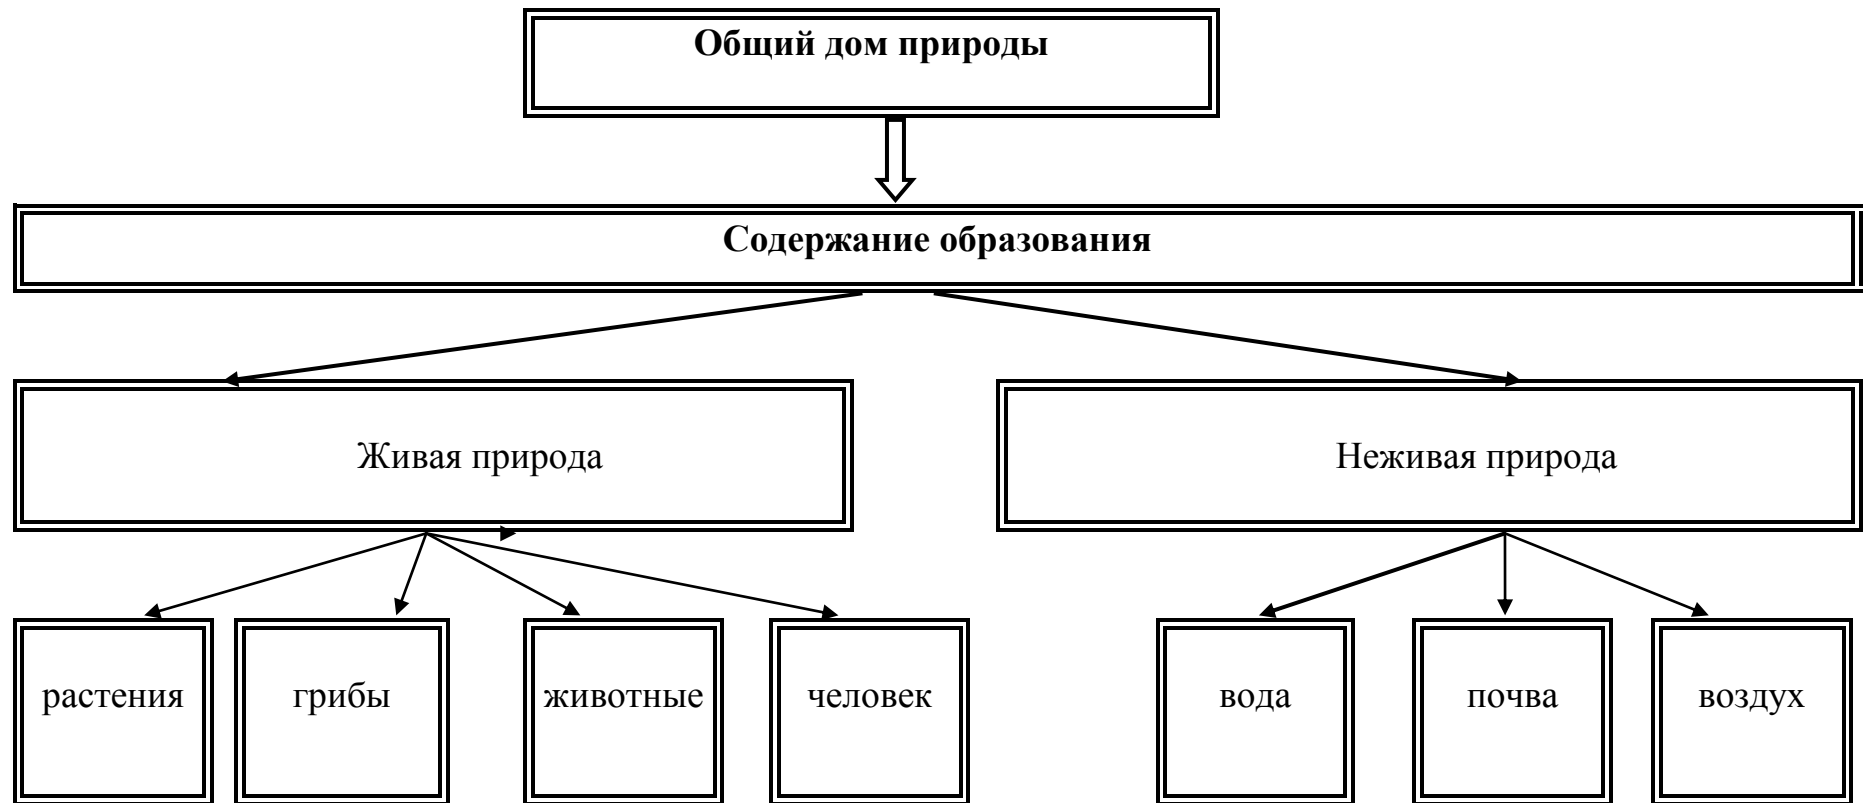 Общий дом природы
Содержание образования
Живая природа
Неживая природа
растения
грибы
животные
человек
вода
почва
воздух